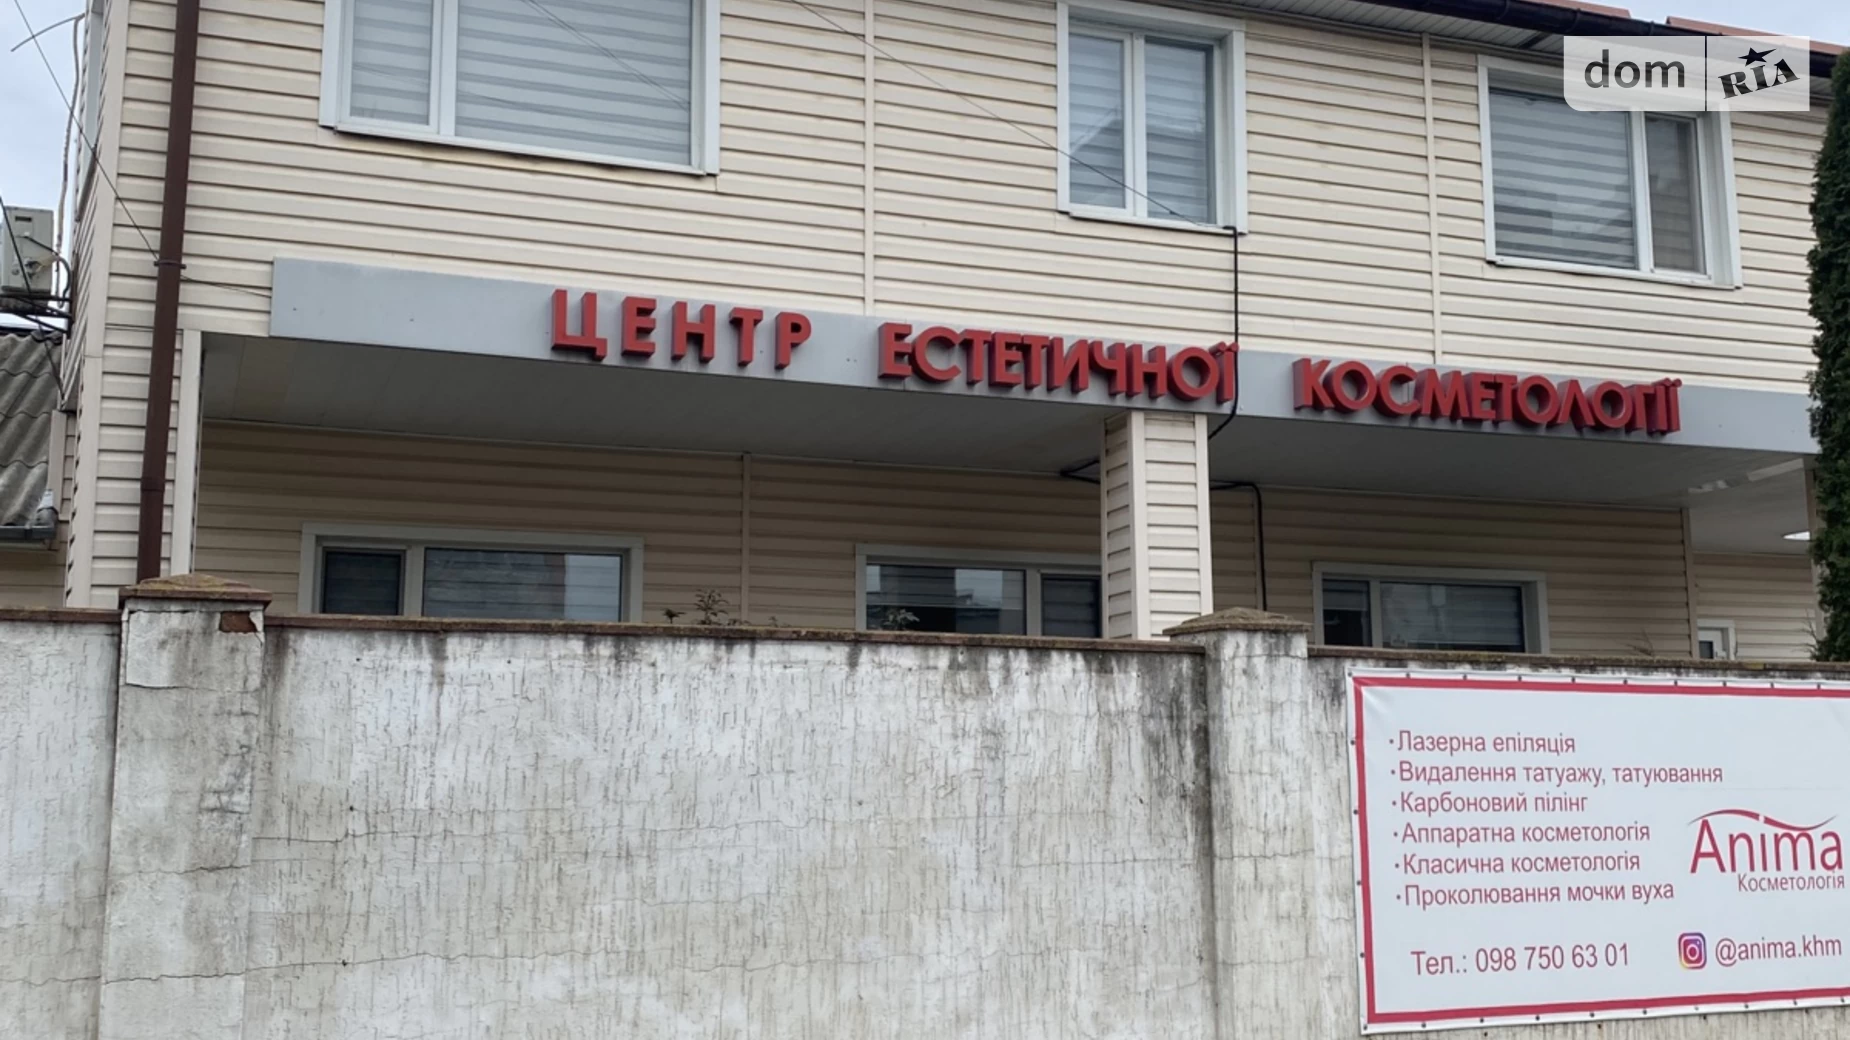 dom RIA
ЦЕНТР ЕСТЕТИЧНОЇ КОСМЕТОЛОГІЇ
·Лазерна епіляція
·Видалення татуажу, татуювання
·Карбоновий пілінг
·Аппаратна косметологія
·Класична косметологія
·Проколювання мочки вуха
Anima
Косметологія
Тел.: 098 750 63 01
@anima.khm